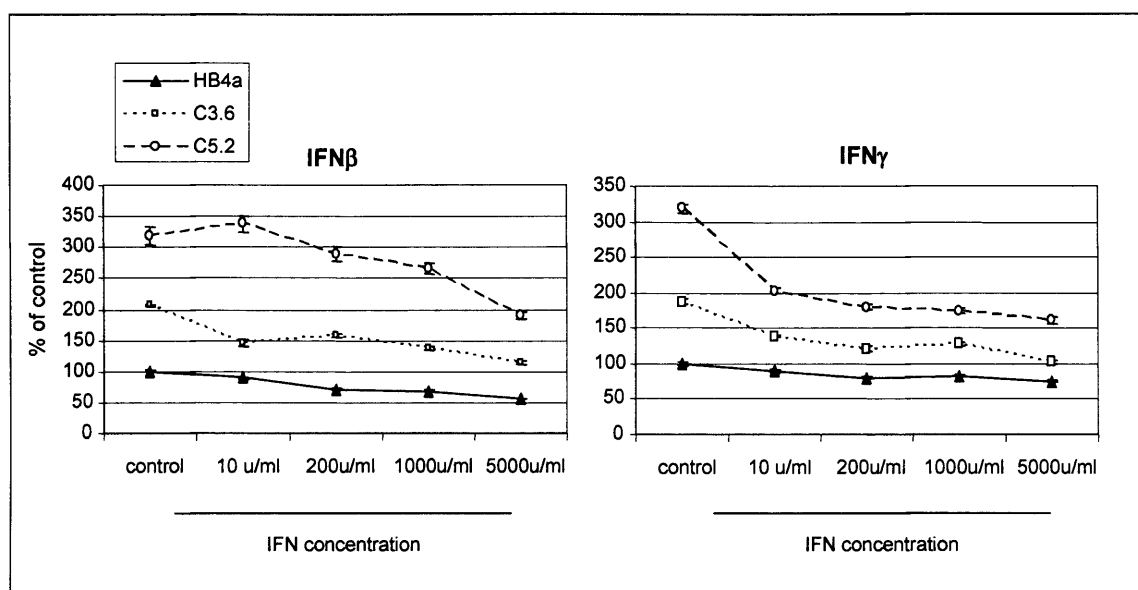 HB4a
C3.6
C5.2
IFNβ
% of control
400
350
300
250
200
150
100
50
0
control 10 u/ml 200u/ml 1000u/ml 5000u/ml
IFN concentration
IFNγ
350
300
250
200
150
100
50
0
control 10 u/ml 200u/ml 1000u/ml 5000u/ml
IFN concentration